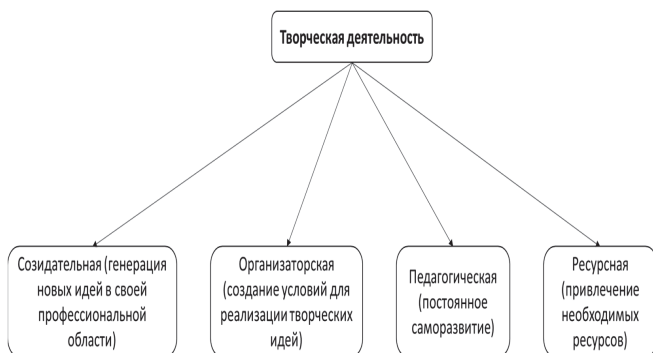 Творческая деятельность
Созидательная (генерация
новых идей в своей
профессиональной
области)
Организаторская
(создание условий для
реализации творческих
идей)
Педагогическая
(постоянное
саморазвитие)
Ресурсная
(привлечение
необходимых
ресурсов)